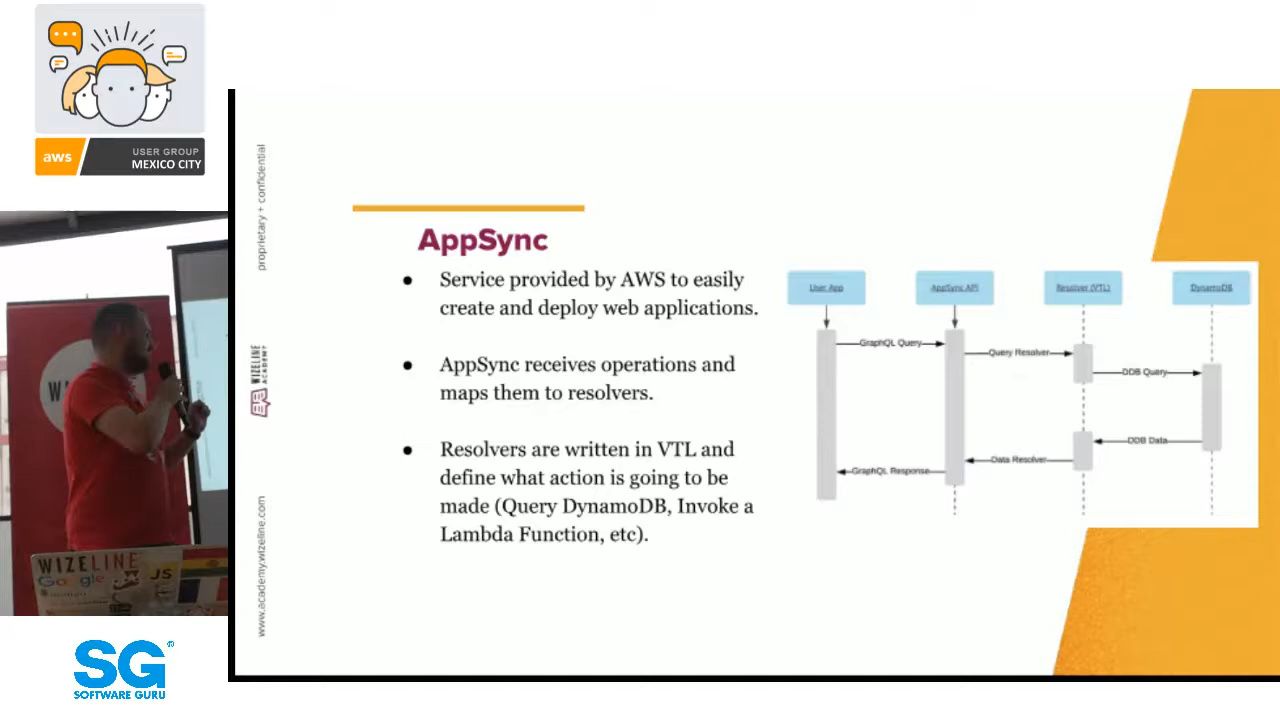 aws
USER GROUP
MEXICO CITY
proprietary + confidential
WIZELINE
ACADEMY
www.academy.wizeline.com
AppSync
● Service provided by AWS to easily
create and deploy web applications.
● AppSync receives operations and
maps them to resolvers.
● Resolvers are written in VTL and
define what action is going to be
made (Query DynamoDB, Invoke a
Lambda Function, etc).
User App
AppSync API
Resolver (VTL)
DynamoDB
GraphQL Query
Query Resolver
DDB Query
DDB Data
Data Resolver
GraphQL Response
W
WIZELINE
Google
JS
SG®
SOFTWARE GURU